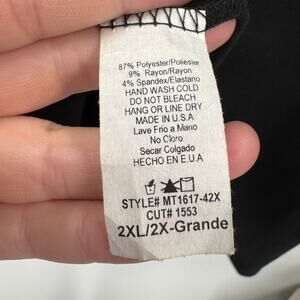 87% Polyester/Poliester
9% Rayon/Rayon
4% Spandex/Elastano
HAND WASH COLD
DO NOT BLEACH
HANG OR LINE DRY
MADE IN U.S.A
Lave Frio a Mano
No Cloro
Secar Colgado
HECHO EN E.U.A
STYLE# MT1617-42X
CUT# 1553
2XL/2X-Grande